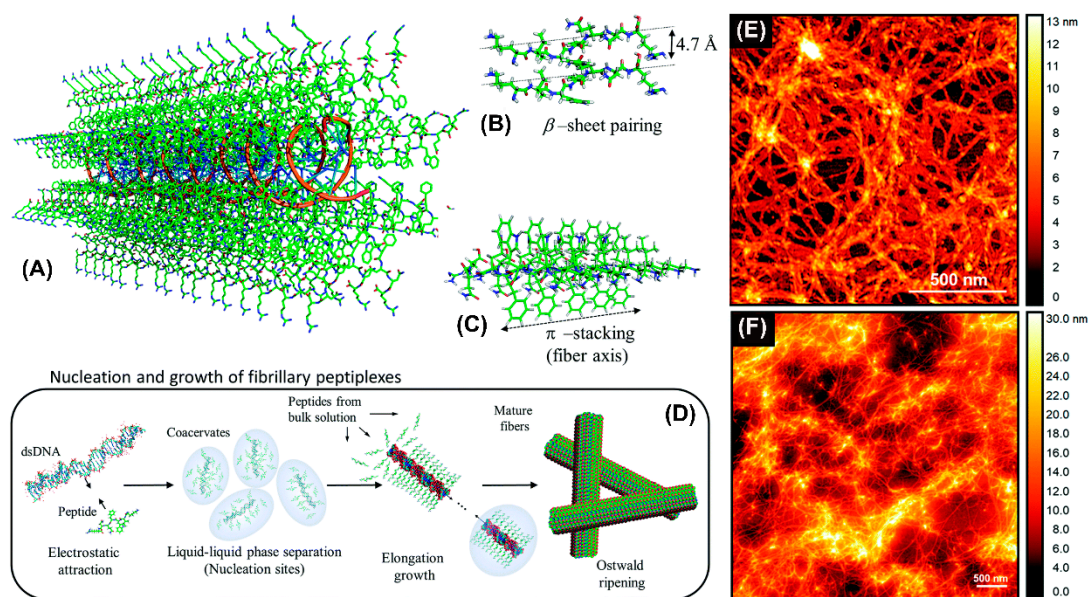 (A)
(B)
4.7 Å
β-sheet pairing
(C)
π -stacking
(fiber axis)
Nucleation and growth of fibrillary peptiplexes
(D)
dsDNA
Peptide
Electrostatic
attraction
Coacervates
Liquid-liquid phase separation
(Nucleation sites)
Peptides from
bulk solution
Elongation
growth
Mature
fibers
Ostwald
ripening
(E)
500 nm
13 nm
11
10
9
8
7
6
5
4
3
2
0
(F)
500 nm
30.0 nm
26.0
24.0
22.0
20.0
18.0
16.0
14.0
12.0
10.0
8.0
4.0
0.0